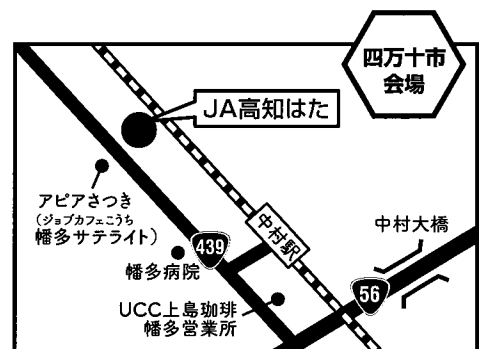 四万十市
会場
JA高知はた
アピアさつき
(ジョブカフェこうち
幡多サテライト)
中村駅
中村大橋
439
幡多病院
56
UCC上島珈琲
幡多営業所